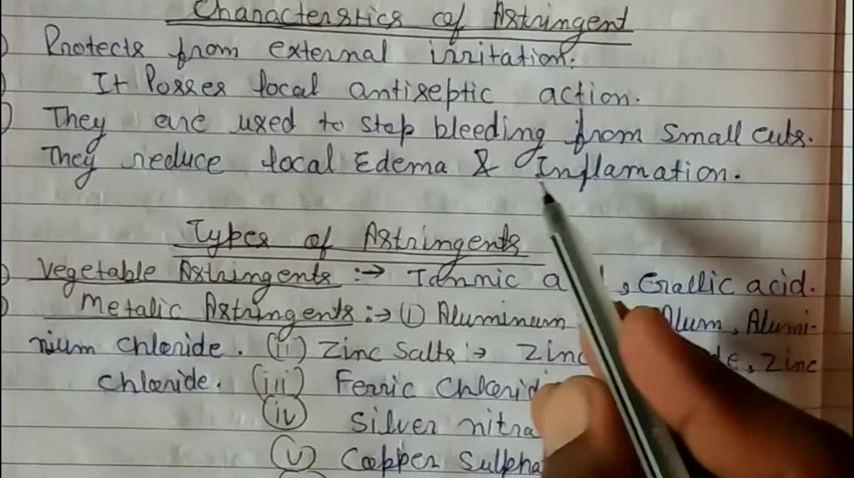 Characteristics of Astringent
Protects from external irritation.
It Posses local antiseptic action.
They are used to stop bleeding from small cuts.
They reduce local Edema & Inflamation.
Types of Astringents
Vegetable Astringents :→ Tannic a d, Gallic acid.
Metalic Astringents :→ (i) Aluminum Alum, Alumi-
nium chloride. (ii) Zinc Salts :→ Zinc de, Zinc
chloride. (iii) Ferric Chlorid
(iv) Silver nitra
(v) Copper Sulpha